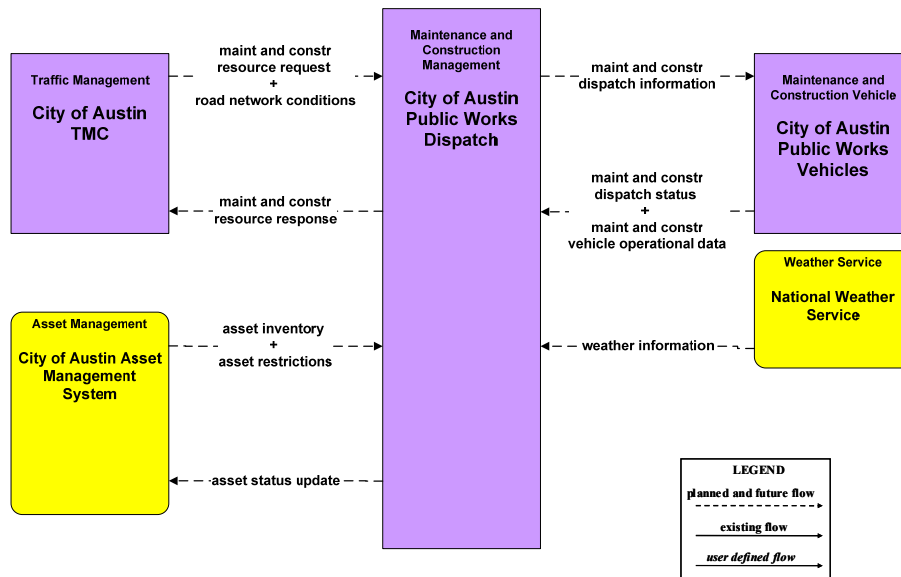 Traffic Management
City of Austin
TMC
maint and constr
resource request
+
road network conditions
maint and constr
resource response
Maintenance and
Construction
Management
City of Austin
Public Works
Dispatch
maint and constr
dispatch information
maint and constr
dispatch status
+
maint and constr
vehicle operational data
Maintenance and
Construction Vehicle
City of Austin
Public Works
Vehicles
Weather Service
National Weather
Service
weather information
Asset Management
City of Austin Asset
Management
System
asset inventory
+
asset restrictions
asset status update
LEGEND
planned and future flow
existing flow
user defined flow